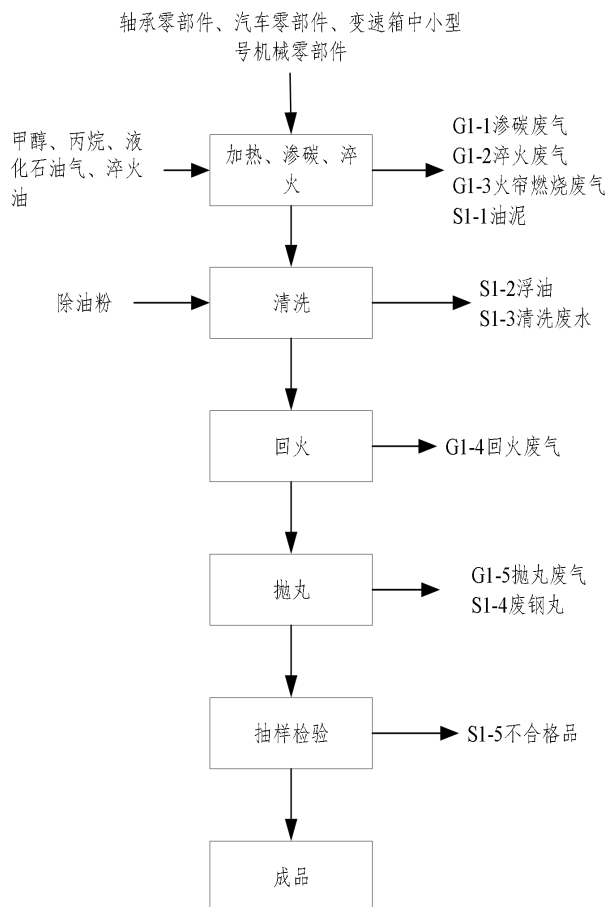 轴承零部件、汽车零部件、变速箱中小型
号机械零部件
甲醇、丙烷、液
化石油气、淬火
油
加热、渗碳、淬
火
G1-1渗碳废气
G1-2淬火废气
G1-3火帘燃烧废气
S1-1油泥
除油粉
清洗
S1-2浮油
S1-3清洗废水
回火
G1-4回火废气
抛丸
G1-5抛丸废气
S1-4废钢丸
抽样检验
S1-5不合格品
成品